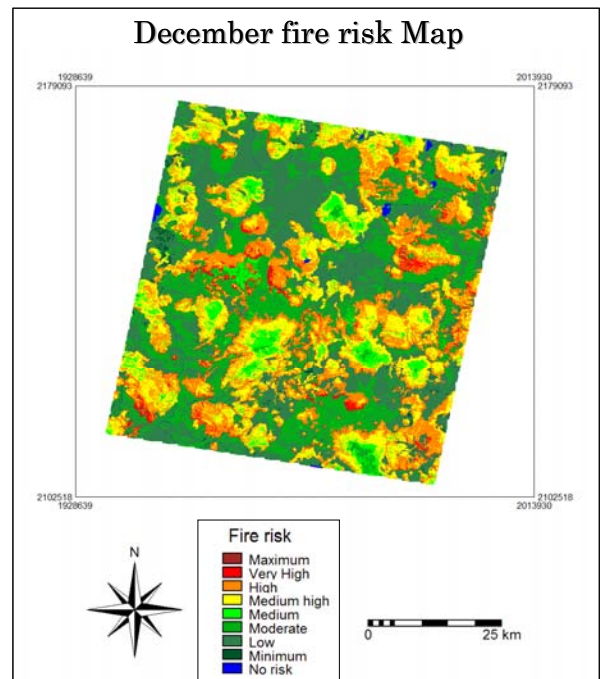 December fire risk Map
1928639 2013930
2179093 2179093
2102518 2102518
1928639 2013930
Fire risk
Maximum
Very High
High
Medium high
Medium
Moderate
Low
Minimum
No risk
N
0 25 km